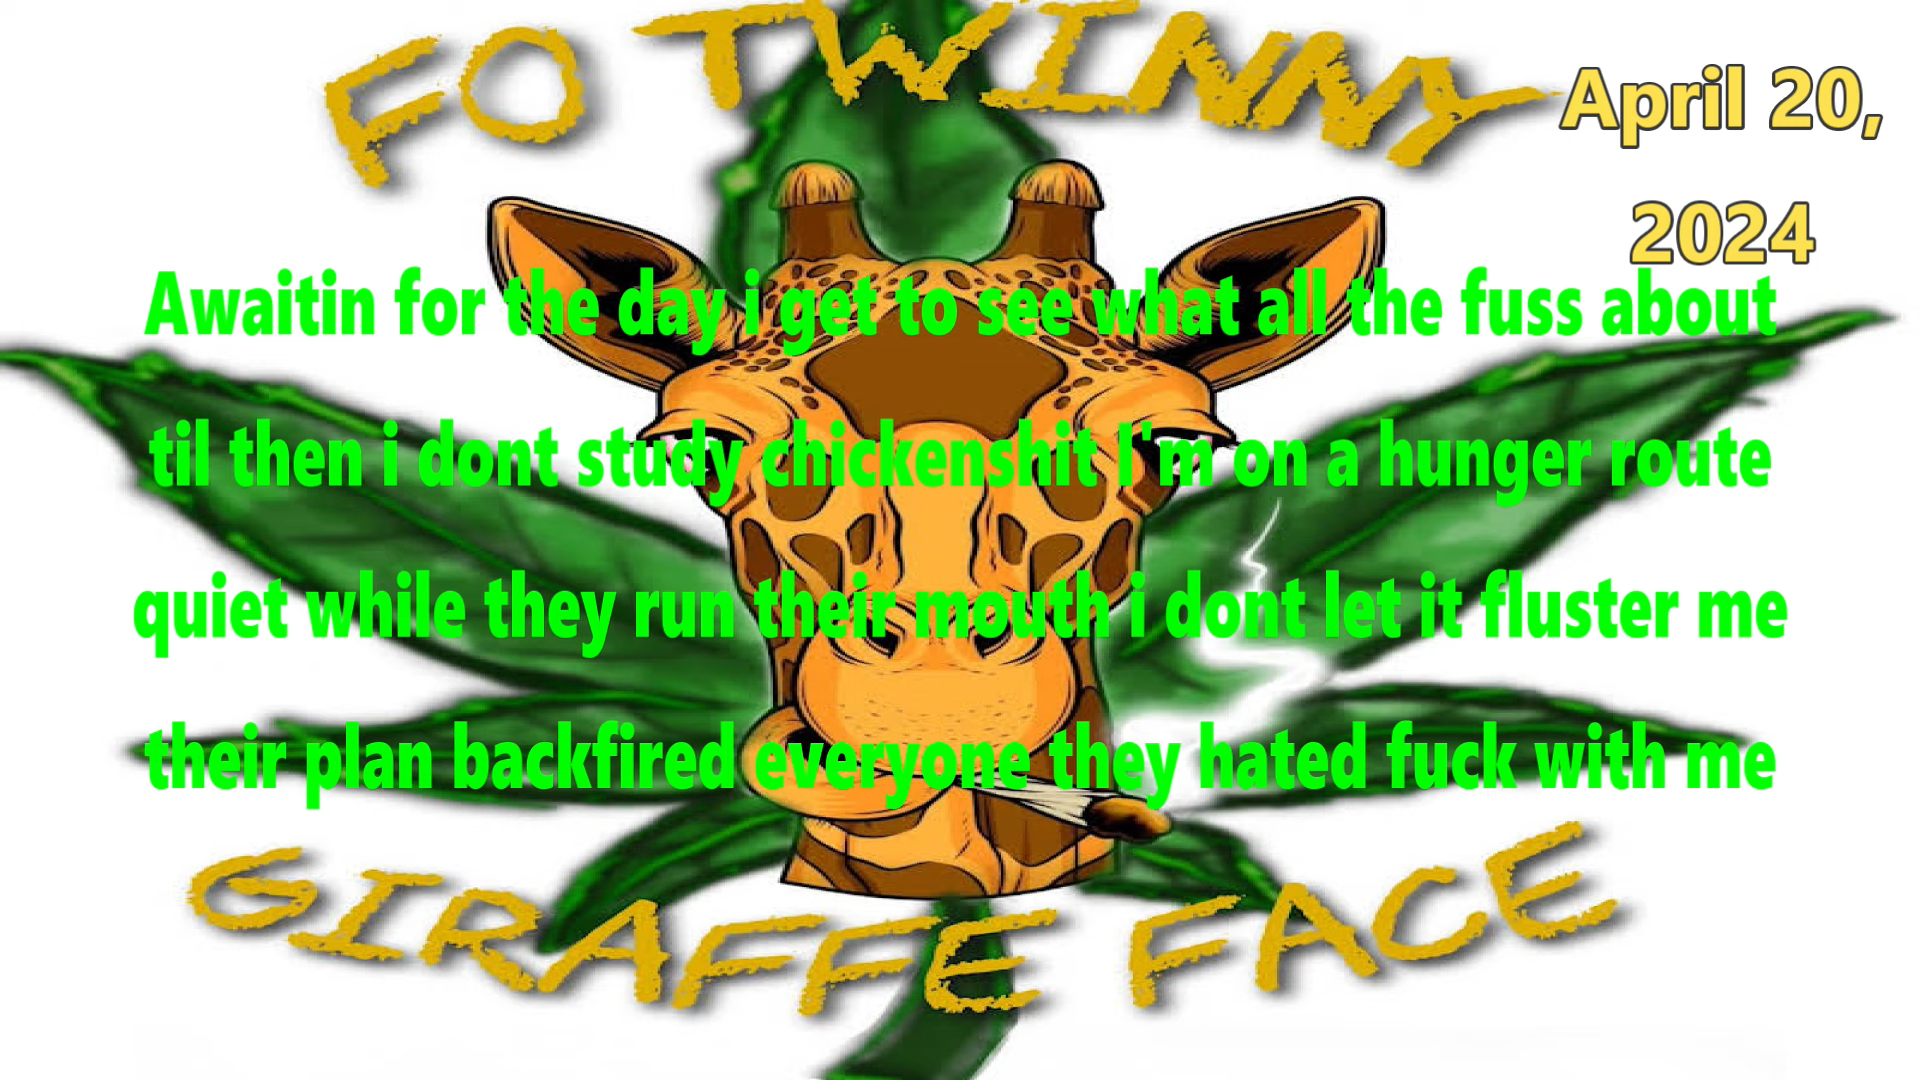 FO TWINNY
April 20,
2024
Awaitin for the day i get to see what all the fuss about
til then i dont study chickenshit I'm on a hunger route
quiet while they run their mouth i dont let it fluster me
their plan backfired everyone they hated fuck with me
GIRAFFE FACE